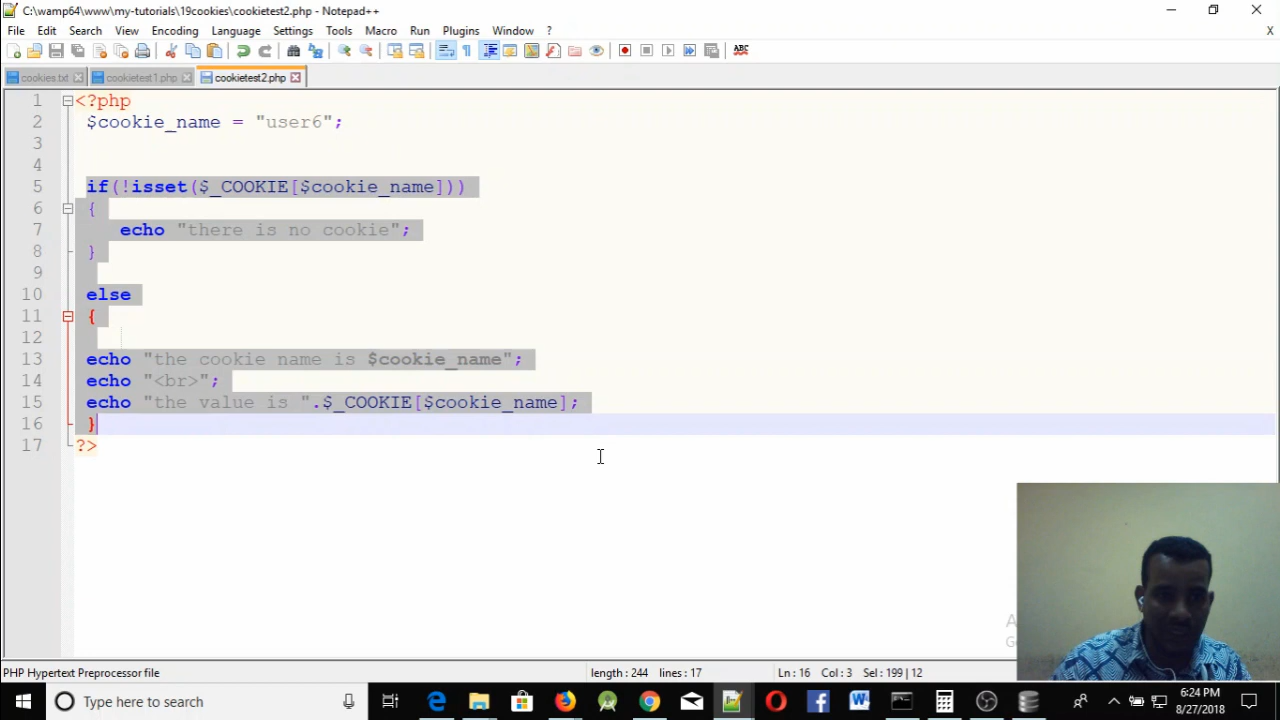 C:\wamp64\www\my-tutorials\19cookies\cookietest2.php - Notepad++
File Edit Search View Encoding Language Settings Tools Macro Run Plugins Window ? X
ABC
cookies.txt cookietest1.php cookietest2.php
1 <?php
2 $cookie_name = "user6";
3
4
5 if(!isset($_COOKIE[$cookie_name]))
6 {
7 echo "there is no cookie";
8 }
9
10 else
11 {
12
13 echo "the cookie name is $cookie_name";
14 echo "<br>";
15 echo "the value is ".$_COOKIE[$cookie_name];
16 }
17 ?>
PHP Hypertext Preprocessor file length : 244 lines : 17 Ln : 16 Col : 3 Sel : 199 | 12
Type here to search
6:24 PM
8/27/2018